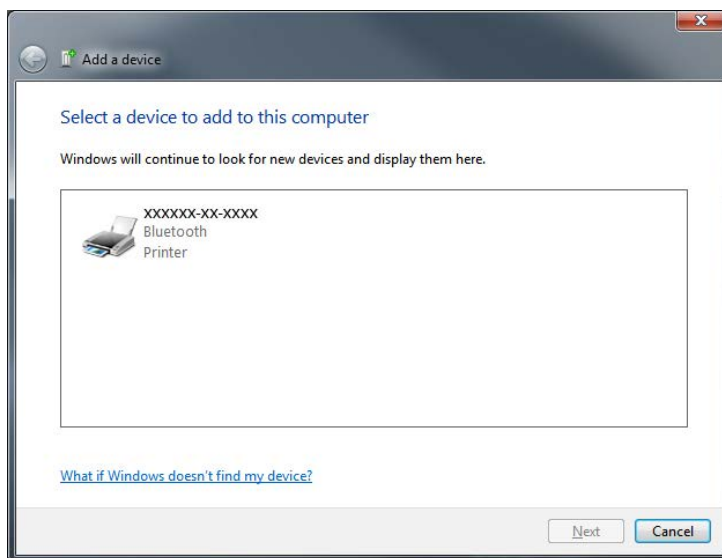 Add a device
Select a device to add to this computer
Windows will continue to look for new devices and display them here.
XXXXXX-XX-XXXX
Bluetooth
Printer
What if Windows doesn't find my device?
Next
Cancel